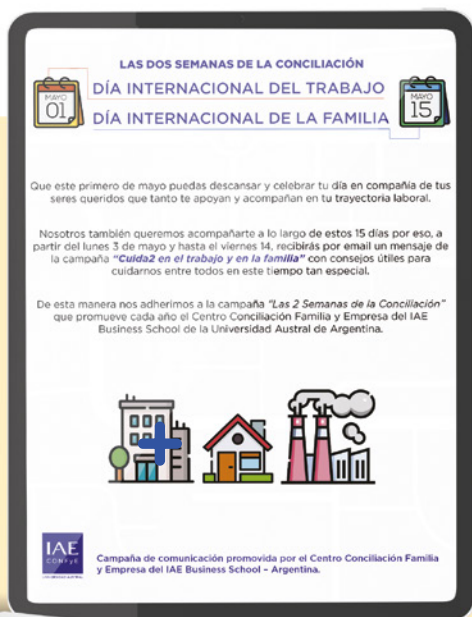 LAS DOS SEMANAS DE LA CONCILIACIÓN
MAYO
01
DÍA INTERNACIONAL DEL TRABAJO
DÍA INTERNACIONAL DE LA FAMILIA
MAYO
15
Que este primero de mayo puedas descansar y celebrar tu día en compañia de tus
seres queridos que tanto te apoyan y acompañan en tu trayectoria laboral.
Nosotros también queremos acompañarte a lo largo de estos 15 días por eso, a
partir del lunes 3 de mayo y hasta el viernes 14, recibirás por email un mensaje de
la campaña "Cuida2 en el trabajo y en la familia" con consejos útiles para
cuidarnos entre todos en este tiempo tan especial.
De esta manera nos adherimos a la campaña "Las 2 Semanas de la Conciliación"
que promueve cada año el Centro Conciliación Familia y Empresa del IAE
Business School de la Universidad Austral de Argentina.
IAE
CONFyE
UNIVERSIDAD AUSTRAL
Campaña de comunicación promovida por el Centro Conciliación Familia
y Empresa del IAE Business School – Argentina.